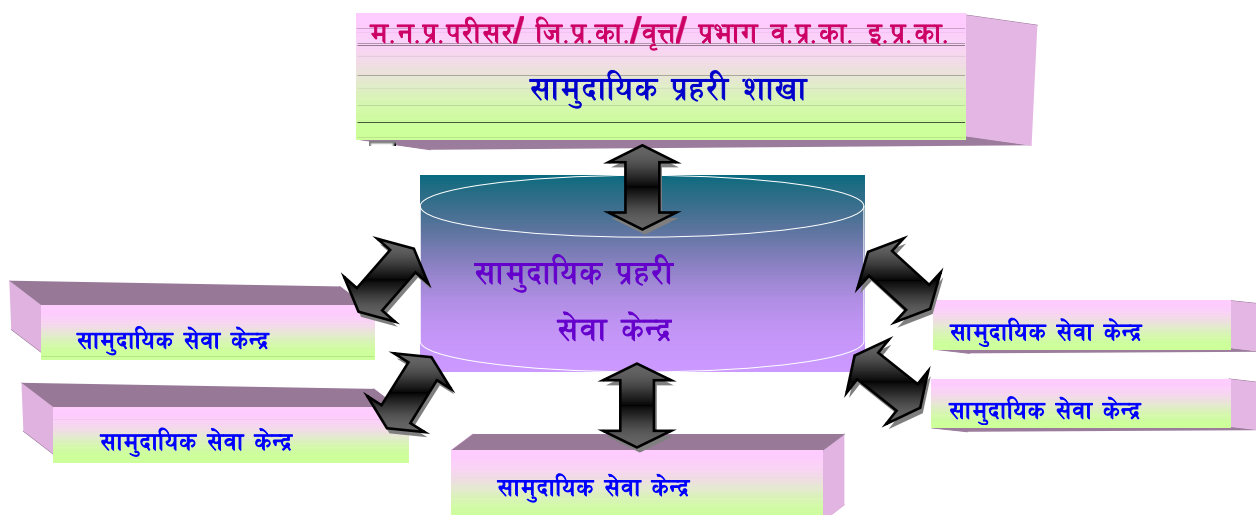 म.न.प्र.परीसर/ जि.प्र.का./वृत्त/ प्रभाग व.प्र.का. इ.प्र.का.
सामुदायिक प्रहरी शाखा
सामुदायिक प्रहरी
सेवा केन्द्र
सामुदायिक सेवा केन्द्र
सामुदायिक सेवा केन्द्र
सामुदायिक सेवा केन्द्र
सामुदायिक सेवा केन्द्र
सामुदायिक सेवा केन्द्र